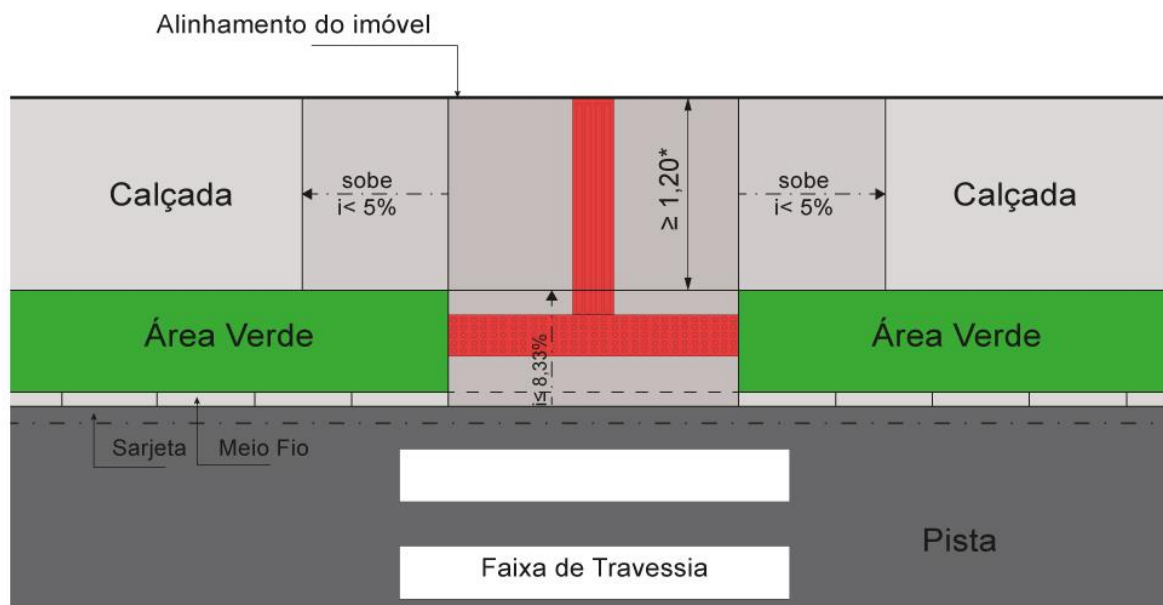 Alinhamento do imóvel
Calçada
sobe
i< 5%
≥ 1,20*
sobe
i< 5%
Calçada
Área Verde
i≤ 8,33%
Área Verde
Sarjeta
Meio Fio
Pista
Faixa de Travessia